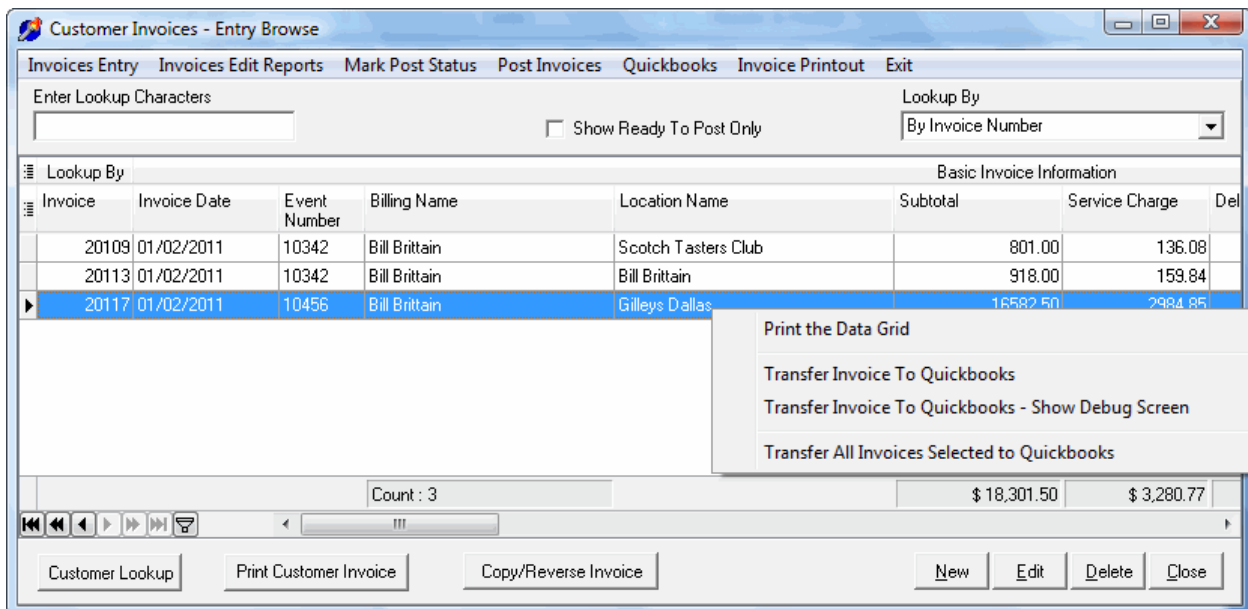 Customer Invoices - Entry Browse
Invoices Entry Invoices Edit Reports Mark Post Status Post Invoices Quickbooks Invoice Printout Exit
Enter Lookup Characters Lookup By
Show Ready To Post Only By Invoice Number
Lookup By Basic Invoice Information
Invoice Invoice Date Event Number Billing Name Location Name Subtotal Service Charge Del
20109 01/02/2011 10342 Bill Brittain Scotch Tasters Club 801.00 136.08
20113 01/02/2011 10342 Bill Brittain Bill Brittain 918.00 159.84
20117 01/02/2011 10456 Bill Brittain Gilleys Dallas 16582.50 2984.85
Print the Data Grid
Transfer Invoice To Quickbooks
Transfer Invoice To Quickbooks - Show Debug Screen
Transfer All Invoices Selected to Quickbooks
Count : 3 $ 18,301.50 $ 3,280.77
Customer Lookup Print Customer Invoice Copy/Reverse Invoice New Edit Delete Close